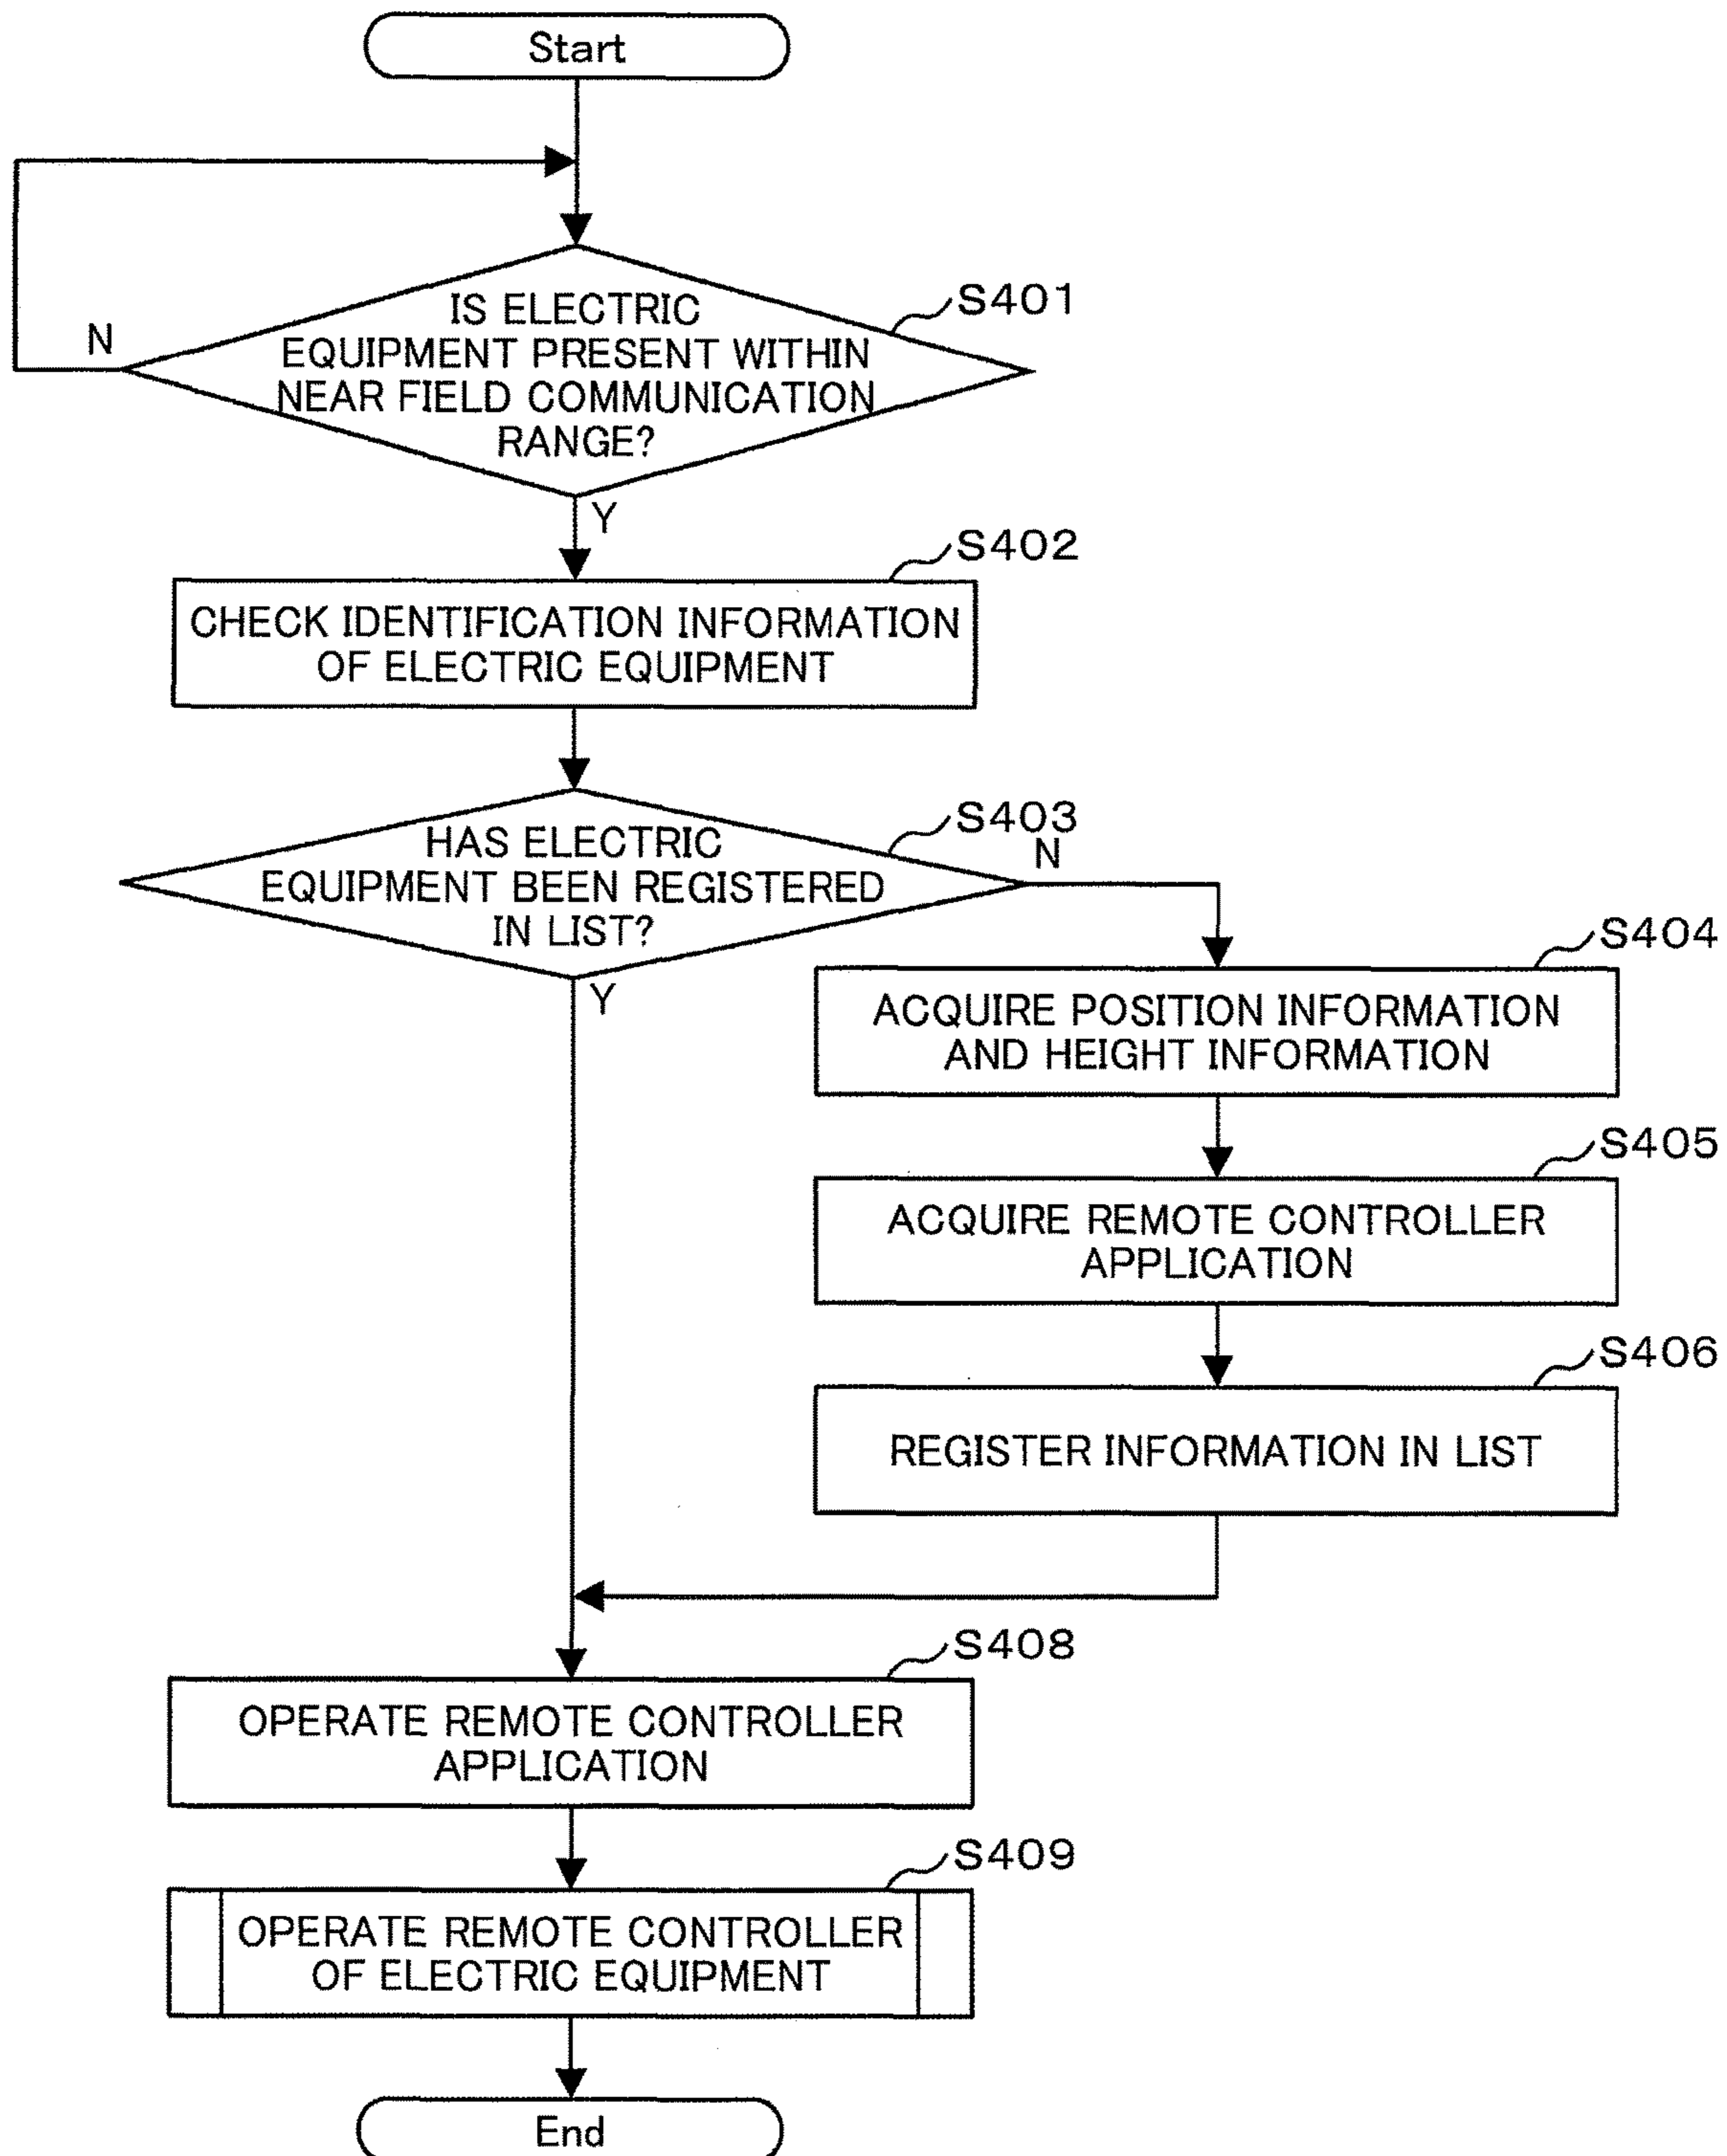 Start
IS ELECTRIC
EQUIPMENT PRESENT WITHIN
NEAR FIELD COMMUNICATION
RANGE?
S401
N
Y
S402
CHECK IDENTIFICATION INFORMATION
OF ELECTRIC EQUIPMENT
HAS ELECTRIC
EQUIPMENT BEEN REGISTERED
IN LIST?
S403
N
Y
S404
ACQUIRE POSITION INFORMATION
AND HEIGHT INFORMATION
S405
ACQUIRE REMOTE CONTROLLER
APPLICATION
S406
REGISTER INFORMATION IN LIST
S408
OPERATE REMOTE CONTROLLER
APPLICATION
S409
OPERATE REMOTE CONTROLLER
OF ELECTRIC EQUIPMENT
End